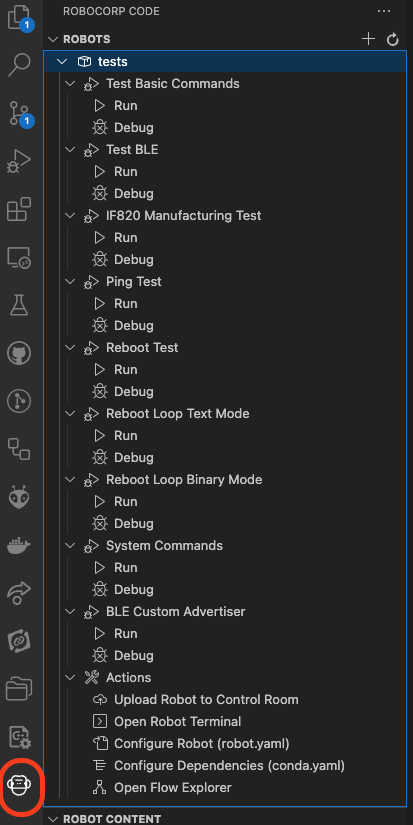 ROBOCORP CODE
1
ROBOTS
tests
Test Basic Commands
Run
Debug
Test BLE
Run
Debug
1
IF820 Manufacturing Test
Run
Debug
Ping Test
Run
Debug
Reboot Test
Run
Debug
Reboot Loop Text Mode
Run
Debug
Reboot Loop Binary Mode
Run
Debug
System Commands
Run
Debug
BLE Custom Advertiser
Run
Debug
Actions
Upload Robot to Control Room
Open Robot Terminal
Configure Robot (robot.yaml)
Configure Dependencies (conda.yaml)
Open Flow Explorer
ROBOT CONTENT